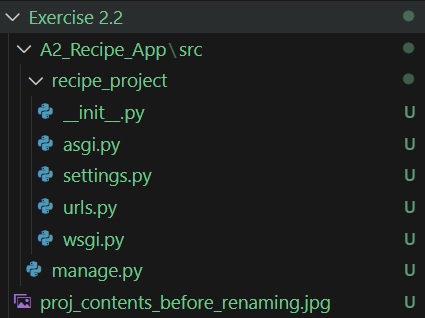 Exercise 2.2
A2_Recipe_App\src
recipe_project
__init__.py U
asgi.py U
settings.py U
urls.py U
wsgi.py U
manage.py U
proj_contents_before_renaming.jpg U